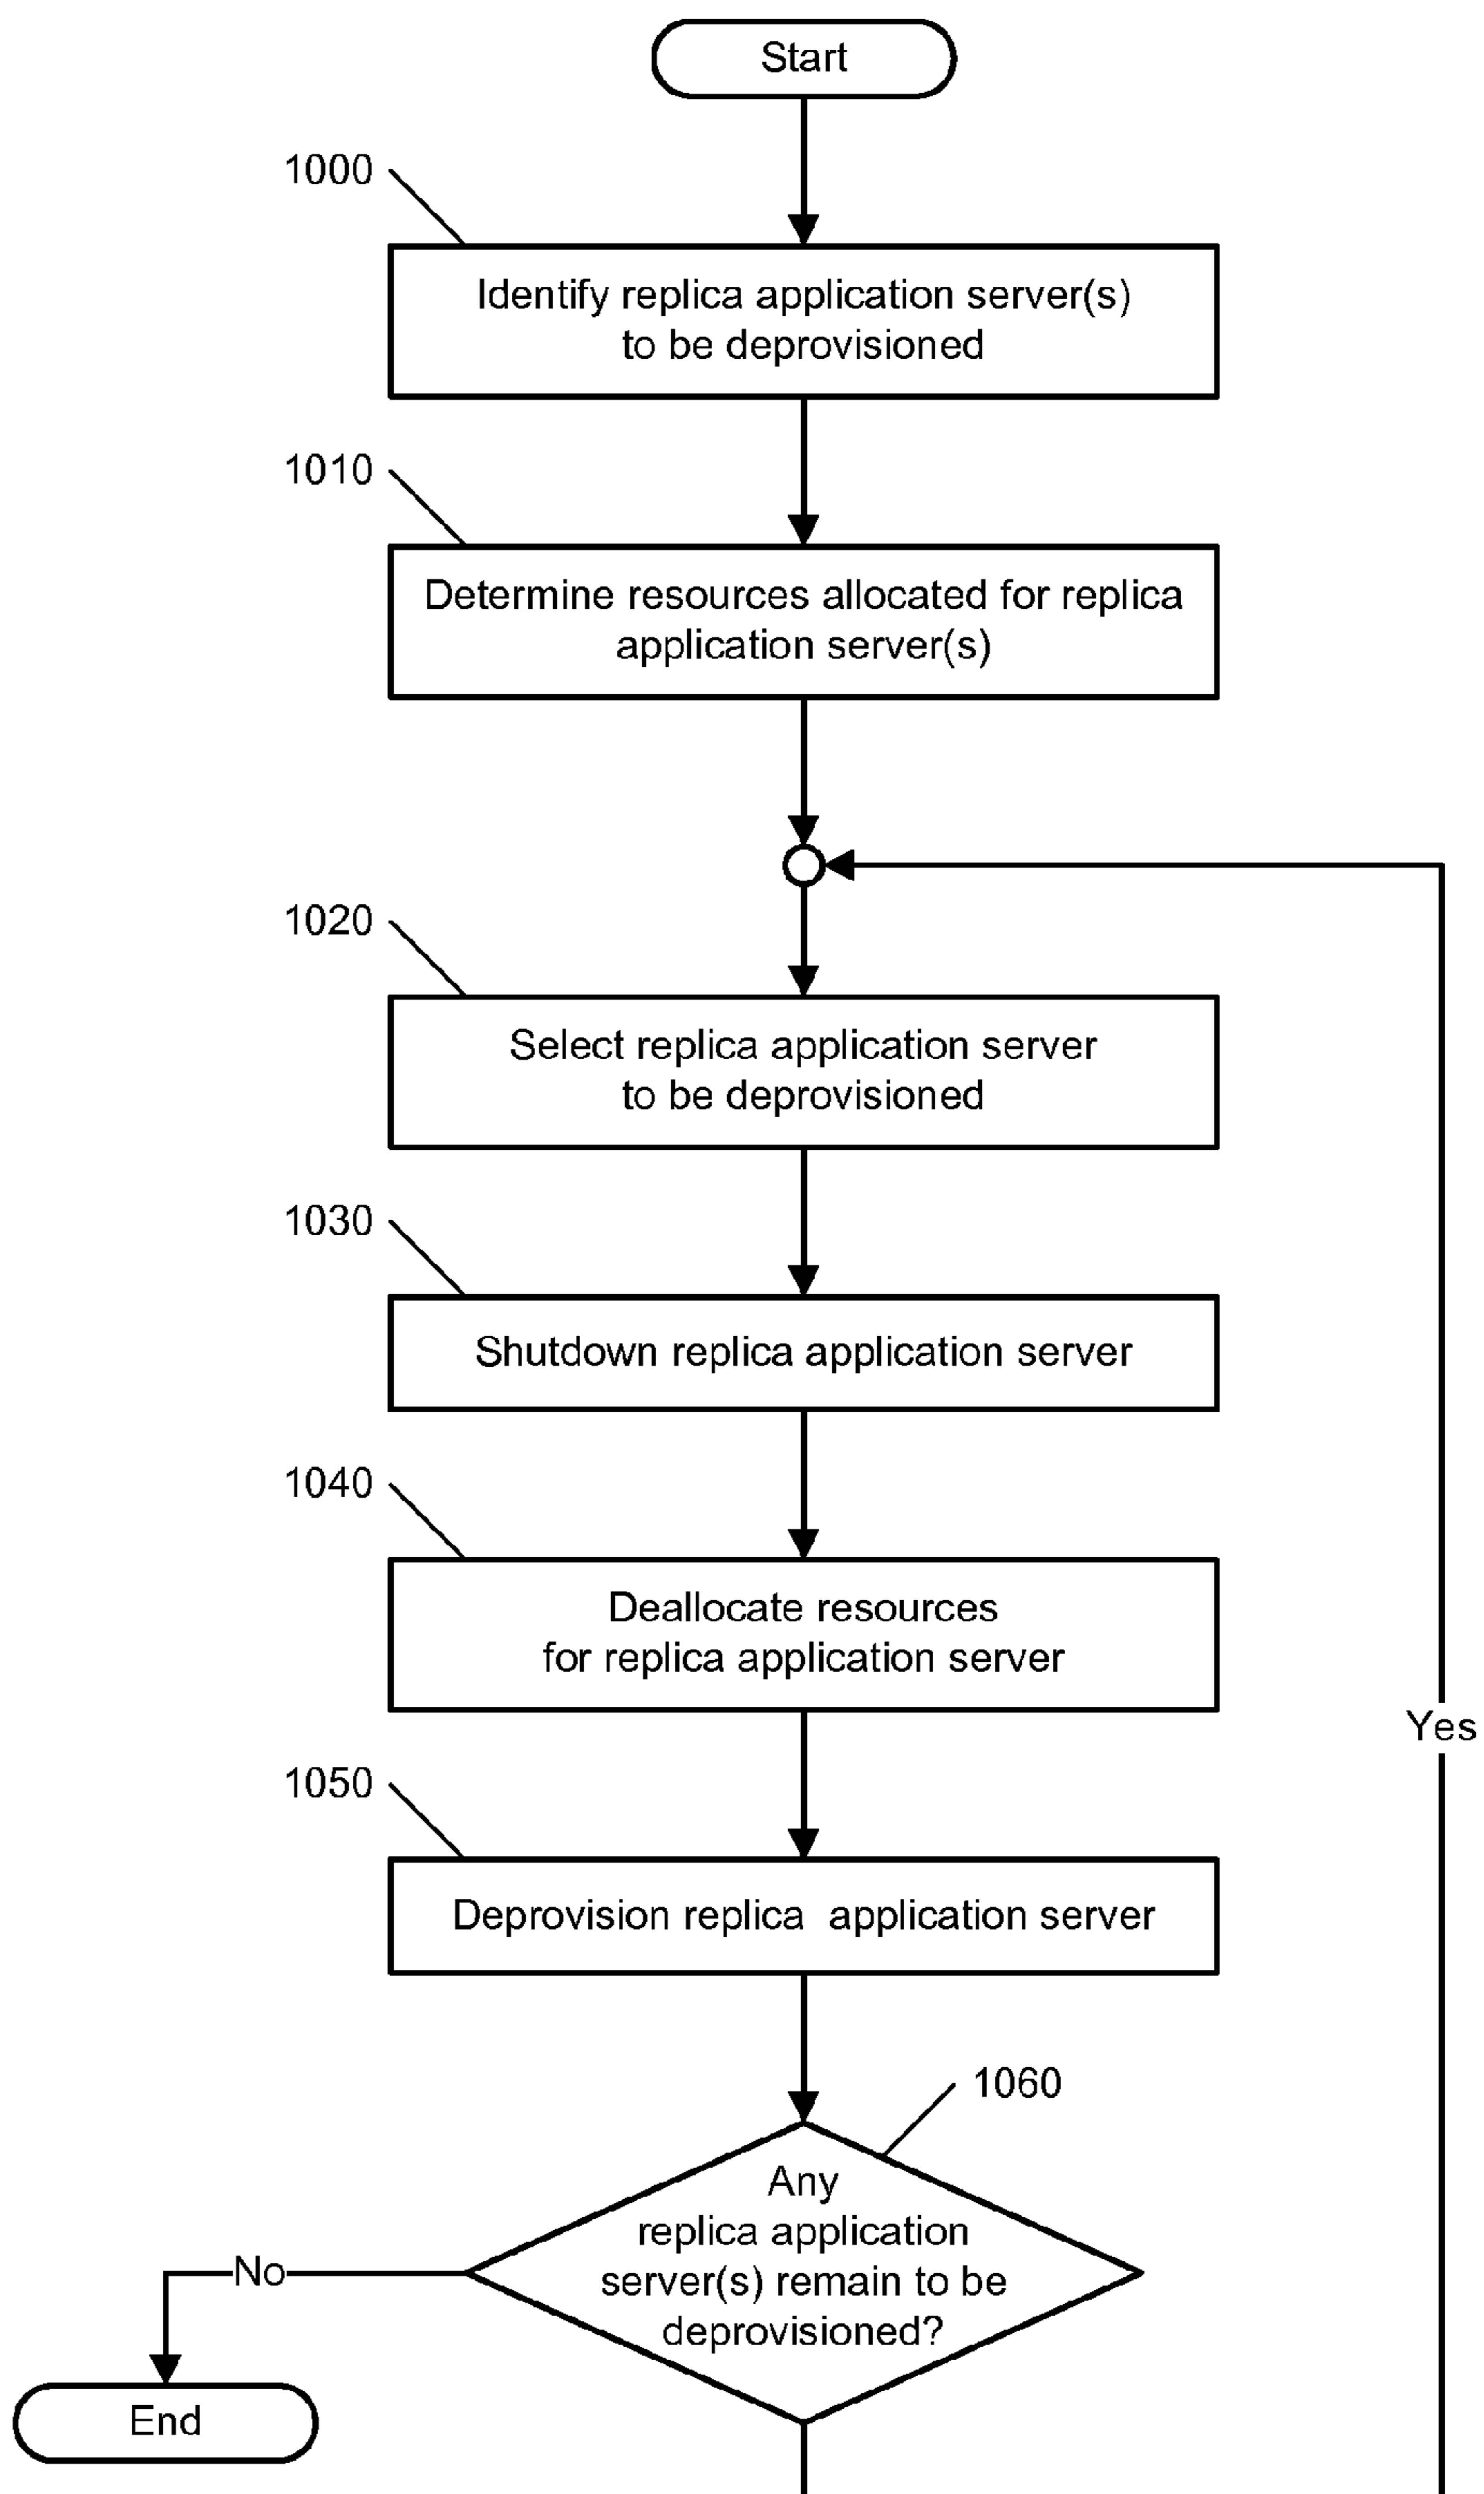 Start
1000
Identify replica application server(s)
to be deprovisioned
1010
Determine resources allocated for replica
application server(s)
1020
Select replica application server
to be deprovisioned
1030
Shutdown replica application server
1040
Deallocate resources
for replica application server
Yes
1050
Deprovision replica  application server
1060
Any
replica application
server(s) remain to be
deprovisioned?
No
End